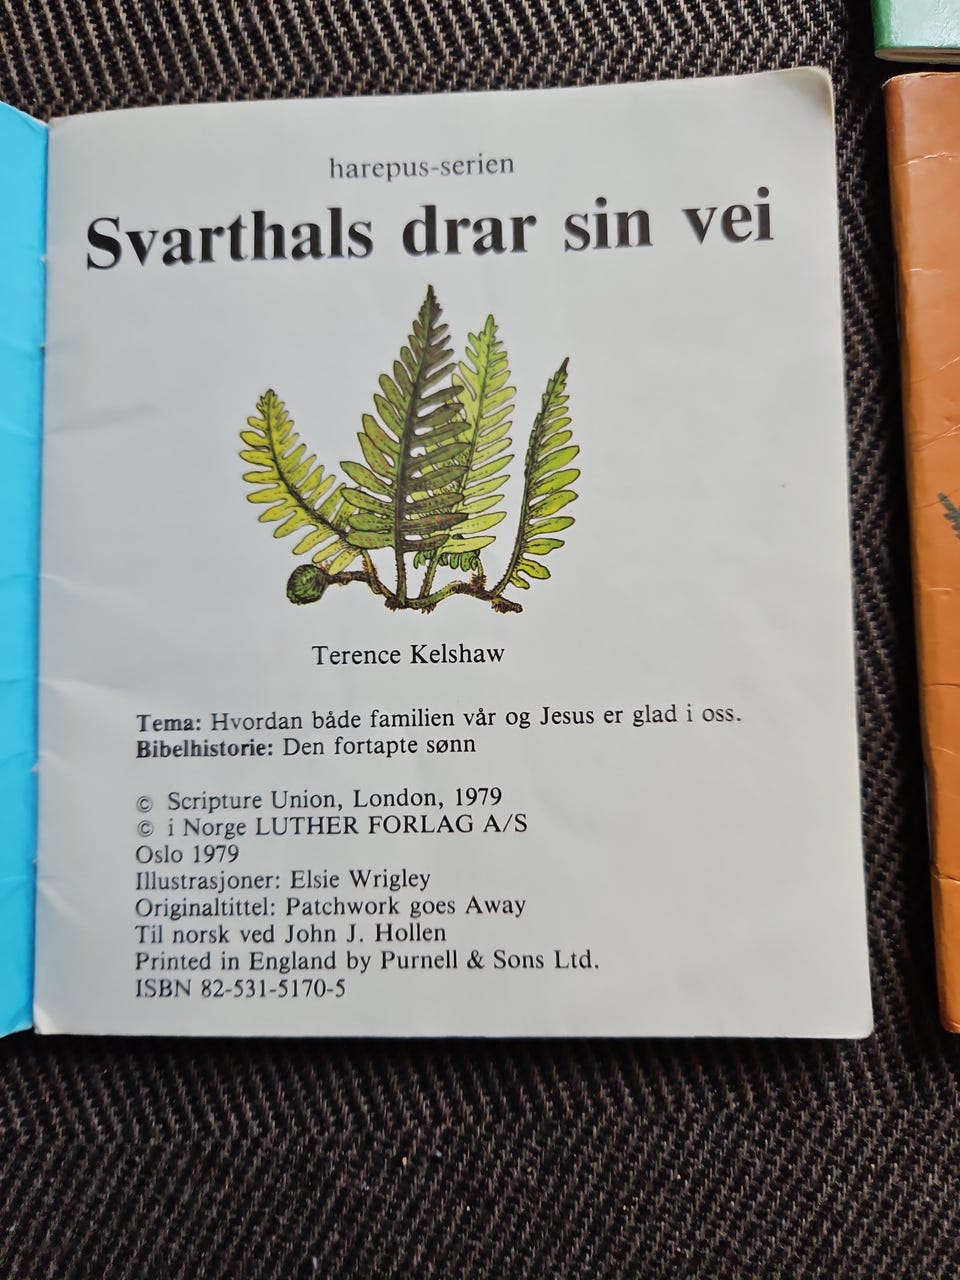 harepus-serien
Svarthals drar sin vei
Terence Kelshaw
Tema: Hvordan både familien vår og Jesus er glad i oss.
Bibelhistorie: Den fortapte sønn
© Scripture Union, London, 1979
© i Norge LUTHER FORLAG A/S
Oslo 1979
Illustrasjoner: Elsie Wrigley
Originaltittel: Patchwork goes Away
Til norsk ved John J. Hollen
Printed in England by Purnell & Sons Ltd.
ISBN 82-531-5170-5